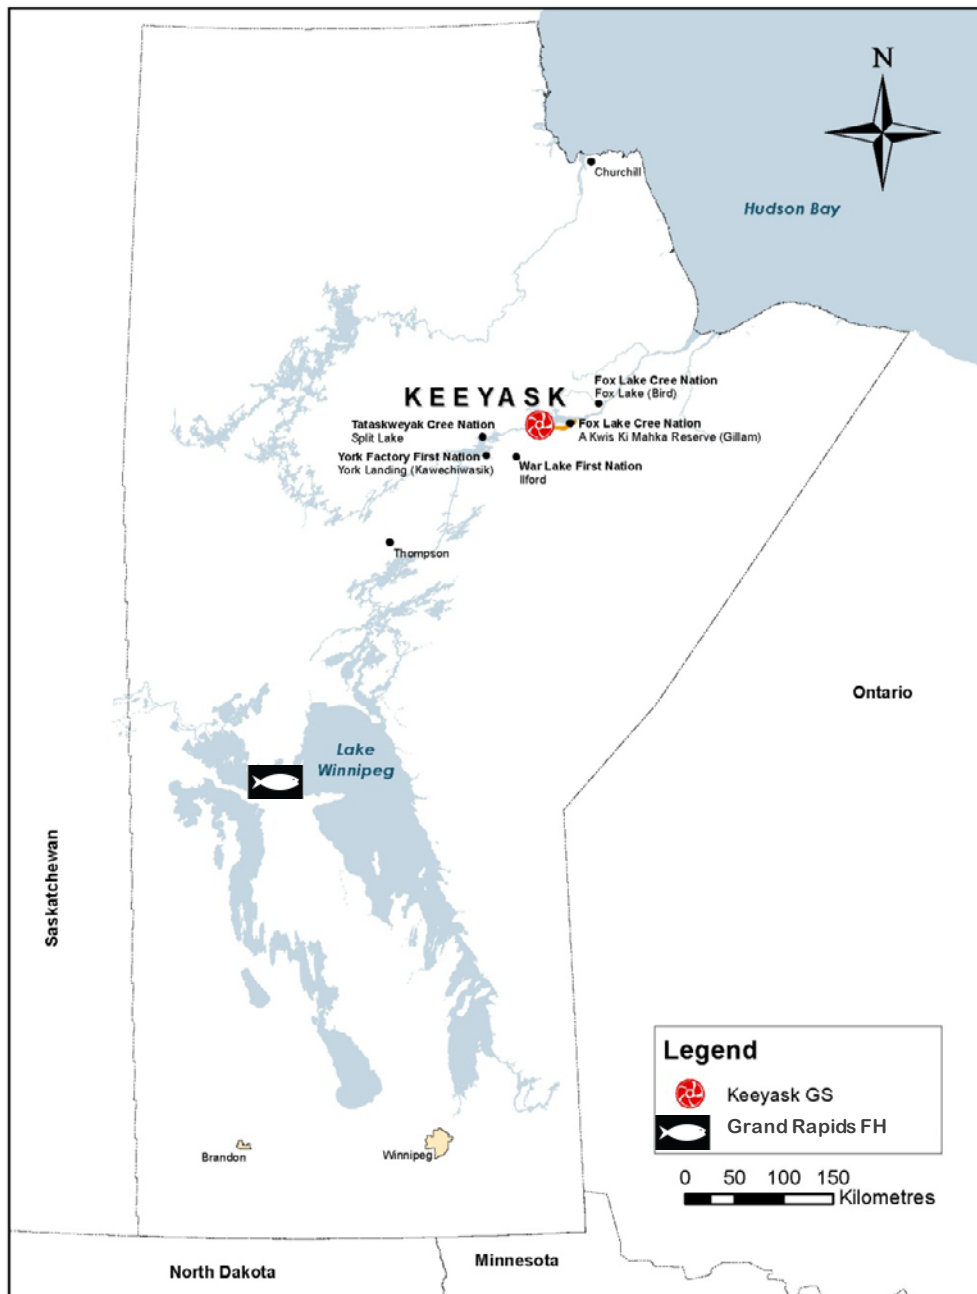 N
Churchill
Hudson Bay
Fox Lake Cree Nation
Fox Lake (Bird)
KEEYASK
Tataskweyak Cree Nation
Split Lake
Fox Lake Cree Nation
A Kwis Ki Mahka Reserve (Gillam)
York Factory First Nation
York Landing (Kawechiwasik)
War Lake First Nation
Ilford
Thompson
Ontario
Lake
Winnipeg
Saskatchewan
Legend
Keeyask GS
Grand Rapids FH
Brandon
Winnipeg
0 50 100 150
Kilometres
North Dakota
Minnesota